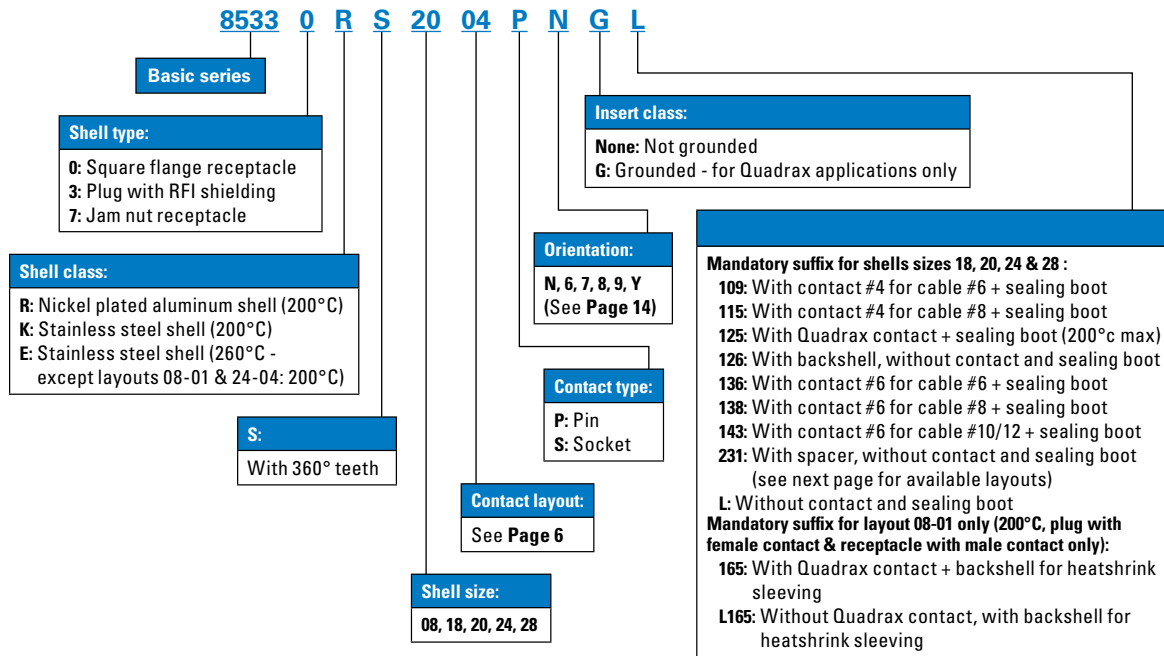 8533 0 R S 20 04 P N G L
Basic series
Shell type:
0: Square flange receptacle
3: Plug with RFI shielding
7: Jam nut receptacle
Shell class:
R: Nickel plated aluminum shell (200°C)
K: Stainless steel shell (200°C)
E: Stainless steel shell (260°C -
except layouts 08-01 & 24-04: 200°C)
S:
With 360° teeth
Shell size:
08, 18, 20, 24, 28
Contact layout:
See Page 6
Contact type:
P: Pin
S: Socket
Orientation:
N, 6, 7, 8, 9, Y
(See Page 14)
Insert class:
None: Not grounded
G: Grounded - for Quadrax applications only
Mandatory suffix for shells sizes 18, 20, 24 & 28 :
109: With contact #4 for cable #6 + sealing boot
115: With contact #4 for cable #8 + sealing boot
125: With Quadrax contact + sealing boot (200°c max)
126: With backshell, without contact and sealing boot
136: With contact #6 for cable #6 + sealing boot
138: With contact #6 for cable #8 + sealing boot
143: With contact #6 for cable #10/12 + sealing boot
231: With spacer, without contact and sealing boot
(see next page for available layouts)
L: Without contact and sealing boot
Mandatory suffix for layout 08-01 only (200°C, plug with
female contact & receptacle with male contact only):
165: With Quadrax contact + backshell for heatshrink
sleeving
L165: Without Quadrax contact, with backshell for
heatshrink sleeving